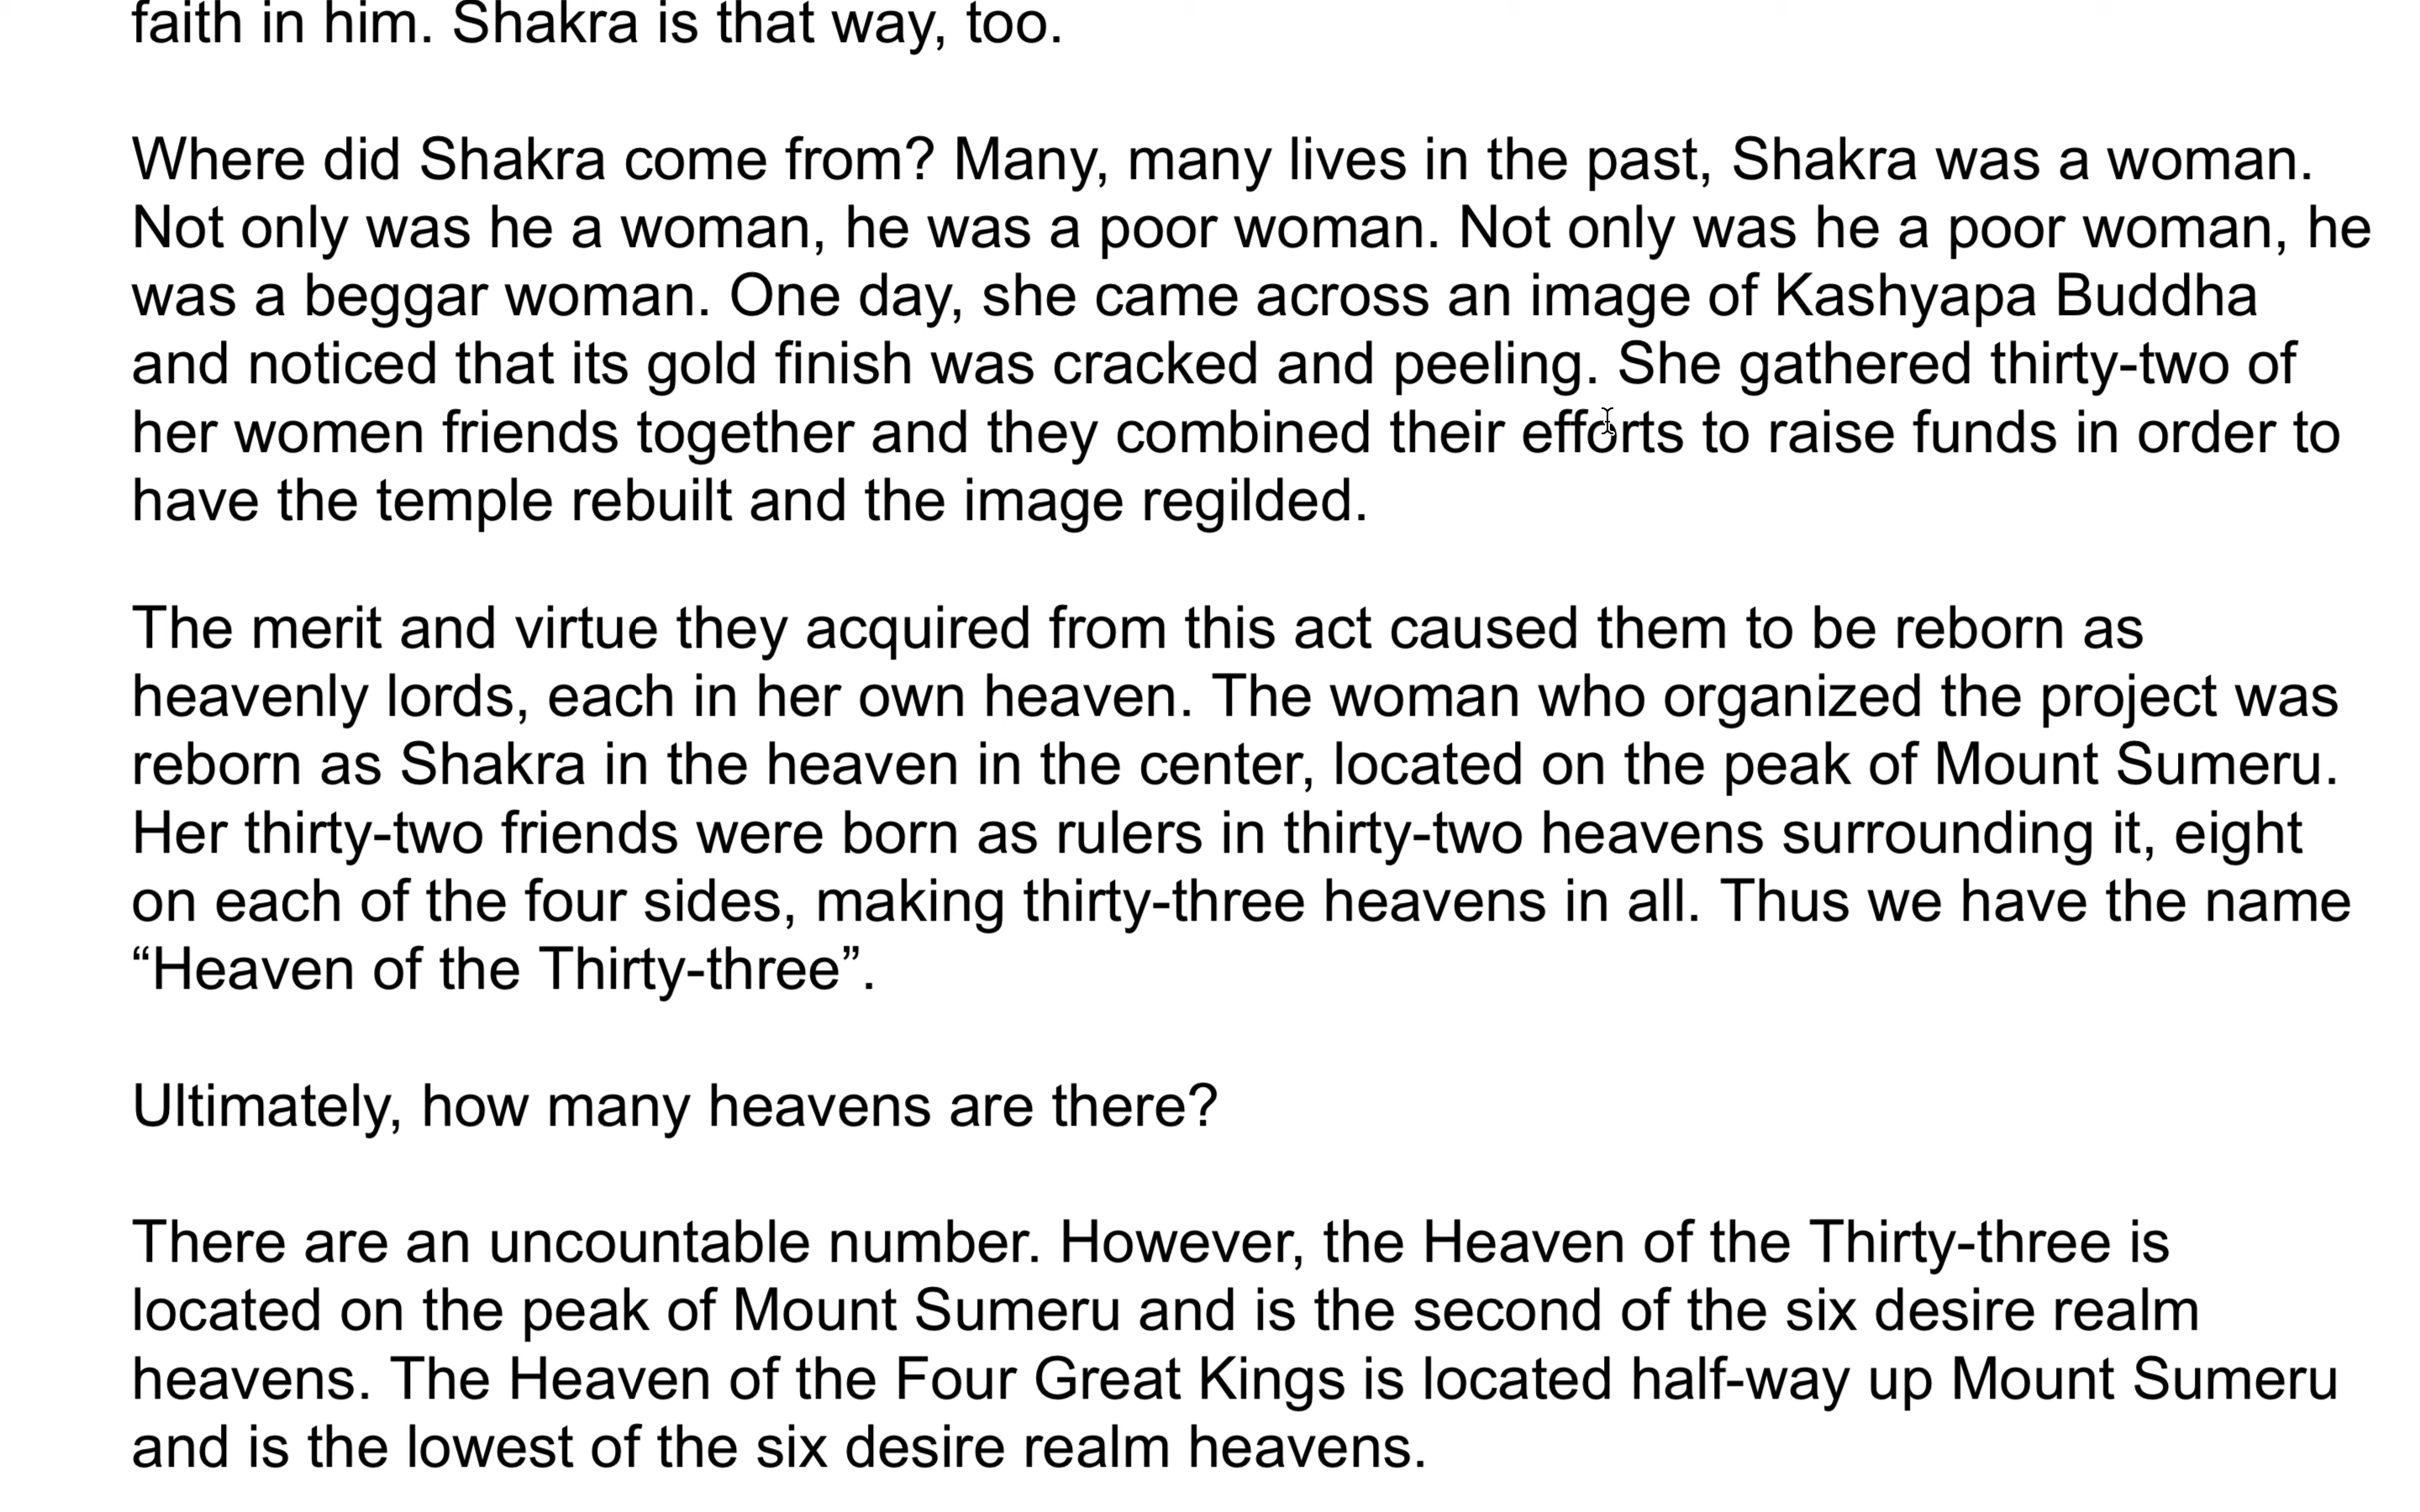 faith in him. Shakra is that way, too.
Where did Shakra come from? Many, many lives in the past, Shakra was a woman.
Not only was he a woman, he was a poor woman. Not only was he a poor woman, he
was a beggar woman. One day, she came across an image of Kashyapa Buddha
and noticed that its gold finish was cracked and peeling. She gathered thirty-two of
her women friends together and they combined their efforts to raise funds in order to
have the temple rebuilt and the image regilded.
The merit and virtue they acquired from this act caused them to be reborn as
heavenly lords, each in her own heaven. The woman who organized the project was
reborn as Shakra in the heaven in the center, located on the peak of Mount Sumeru.
Her thirty-two friends were born as rulers in thirty-two heavens surrounding it, eight
on each of the four sides, making thirty-three heavens in all. Thus we have the name
“Heaven of the Thirty-three”.
Ultimately, how many heavens are there?
There are an uncountable number. However, the Heaven of the Thirty-three is
located on the peak of Mount Sumeru and is the second of the six desire realm
heavens. The Heaven of the Four Great Kings is located half-way up Mount Sumeru
and is the lowest of the six desire realm heavens.